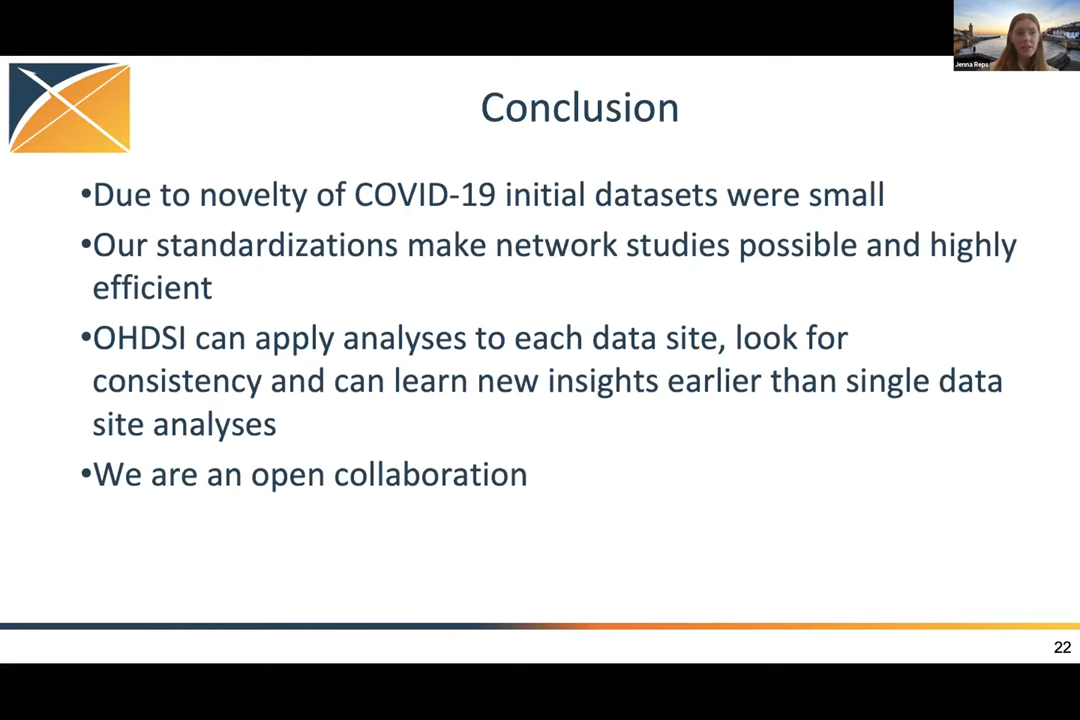 Jenna Reps
Conclusion
•Due to novelty of COVID-19 initial datasets were small
•Our standardizations make network studies possible and highly
efficient
•OHDSI can apply analyses to each data site, look for
consistency and can learn new insights earlier than single data
site analyses
•We are an open collaboration
22